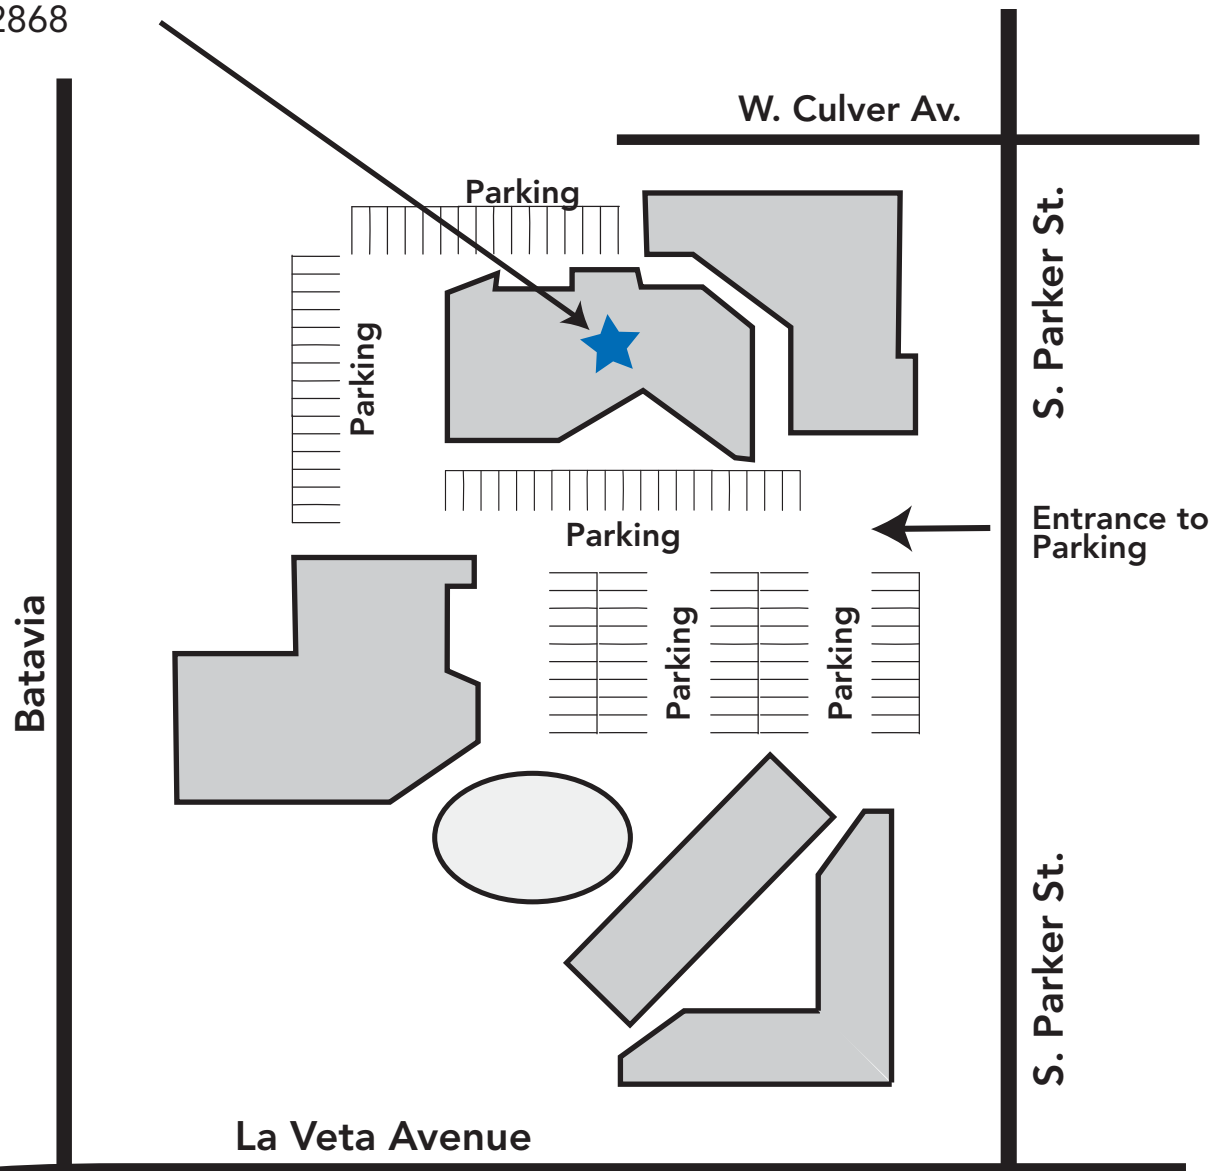 2868
W. Culver Av.
Parking
S. Parker St.
Parking
Entrance to
Parking
Parking
Batavia
Parking
Parking
S. Parker St.
La Veta Avenue